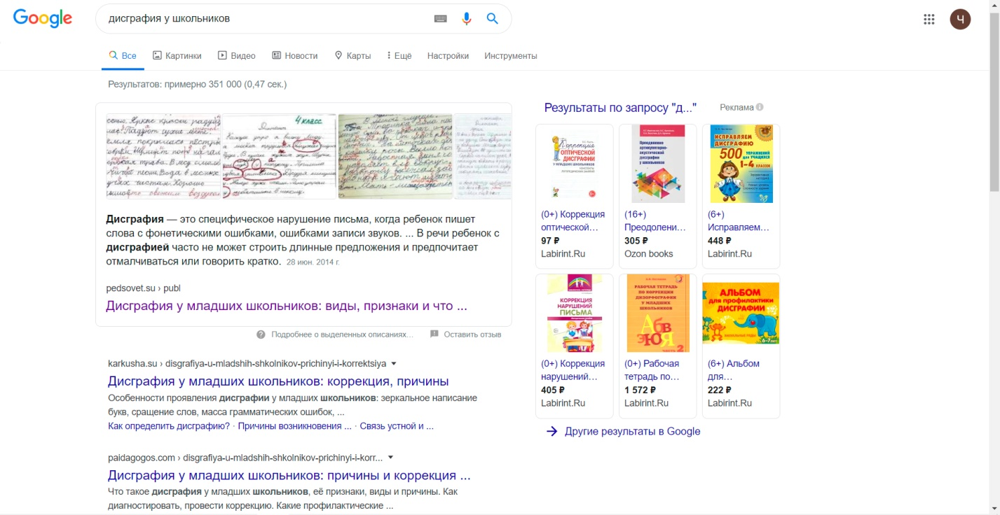 Google
дисграфия у школьников
Ч
Все
Картинки
Видео
Новости
Карты
Ещё
Настройки
Инструменты
Результатов: примерно 351 000 (0,47 сек.)
4 класс
Дисграфия — это специфическое нарушение письма, когда ребенок пишет
слова с фонетическими ошибками, ошибками записи звуков. ... В речи ребенок с
дисграфией часто не может строить длинные предложения и предпочитает
отмалчиваться или говорить кратко. 28 июн. 2014 г.
pedsovet.su › publ
Дисграфия у младших школьников: виды, признаки и что ...
Подробнее о выделенных описаниях...
Оставить отзыв
karkusha.su › disgrafiya-u-mladshih-shkolnikov-prichinyi-i-korrektsiya
Дисграфия у младших школьников: коррекция, причины
Особенности проявления дисграфии у младших школьников: зеркальное написание
букв, сращение слов, масса грамматических ошибок, ...
Как определить дисграфию? · Причины возникновения ... · Связь устной и ...
paidagogos.com › disgrafiya-u-mladshih-shkolnikov-prichinyi-i-korr...
Дисграфия у младших школьников: причины и коррекция ...
Что такое дисграфия у младших школьников, её признаки, виды и причины. Как
диагностировать, провести коррекцию. Какие профилактические ...
Результаты по запросу "д..."
Реклама
Коррекция
ОПТИЧЕСКОЙ
ДИСГРАФИИ
У МЛАДШИХ ШКОЛЬНИКОВ
(0+) Коррекция
оптической...
97 ₽
Labirint.Ru
Преодоление
артикуляторно-
акустической
дисграфии
у школьников
(16+)
Преодолени...
305 ₽
Ozon books
ИСПРАВЛЯЕМ
ДИСГРАФИЮ
500 упражнений
для учащихся
1-4 классов
(6+)
Исправляем...
448 ₽
Labirint.Ru
КОРРЕКЦИЯ
НАРУШЕНИЙ
ПИСЬМА
(0+) Коррекция
нарушений...
405 ₽
Labirint.Ru
РАБОЧАЯ ТЕТРАДЬ
ПО КОРРЕКЦИИ
ДИЗОРФОГРАФИИ
У МЛАДШИХ
ШКОЛЬНИКОВ
АБВ
ЭЮЯ
ЧАСТЬ 2
(0+) Рабочая
тетрадь по...
1 572 ₽
Labirint.Ru
АЛЬБОМ
для профилактики
ДИСГРАФИИ
6-7 лет
(6+) Альбом
для...
222 ₽
Labirint.Ru
Другие результаты в Google